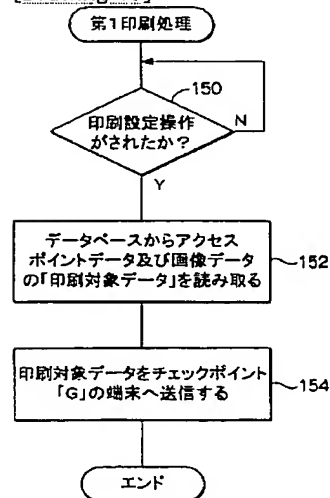 第1印刷処理
150
印刷設定操作
がされたか?
N
Y
データベースからアクセス
ポイントデータ及び画像データ
の「印刷対象データ」を読み取る
152
印刷対象データをチェックポイント
「G」の端末へ送信する
154
エンド